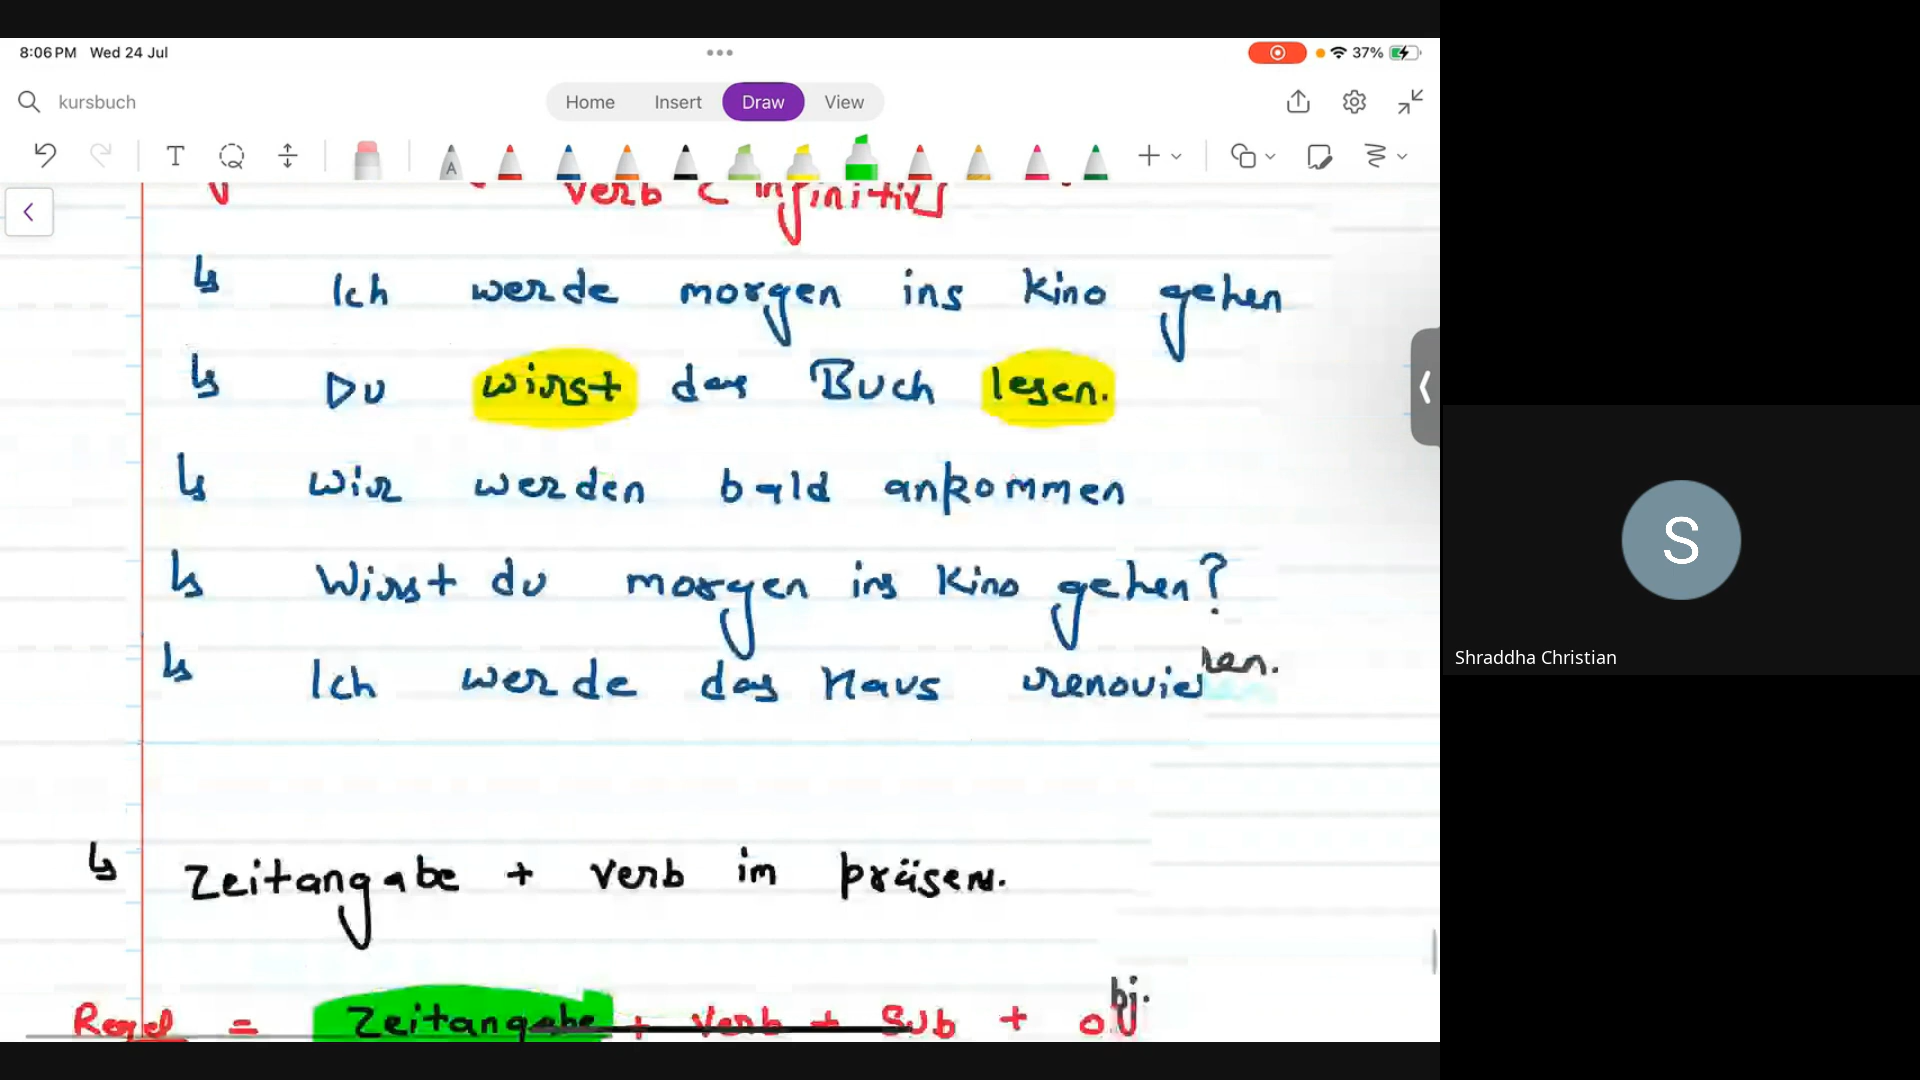 8:06 PM Wed 24 Jul
37%
kursbuch
Home Insert Draw View
T
A
verb (infinitiv)
Ich werde morgen ins Kino gehen
Du wirst das Buch lesen.
Wir werden bald ankommen
Wirst du morgen ins Kino gehen?
Ich werde das Haus renovieren.
Zeitangabe + verb im präsens.
Regel = Zeitangabe + Verb + Sub + obj.
S
Shraddha Christian